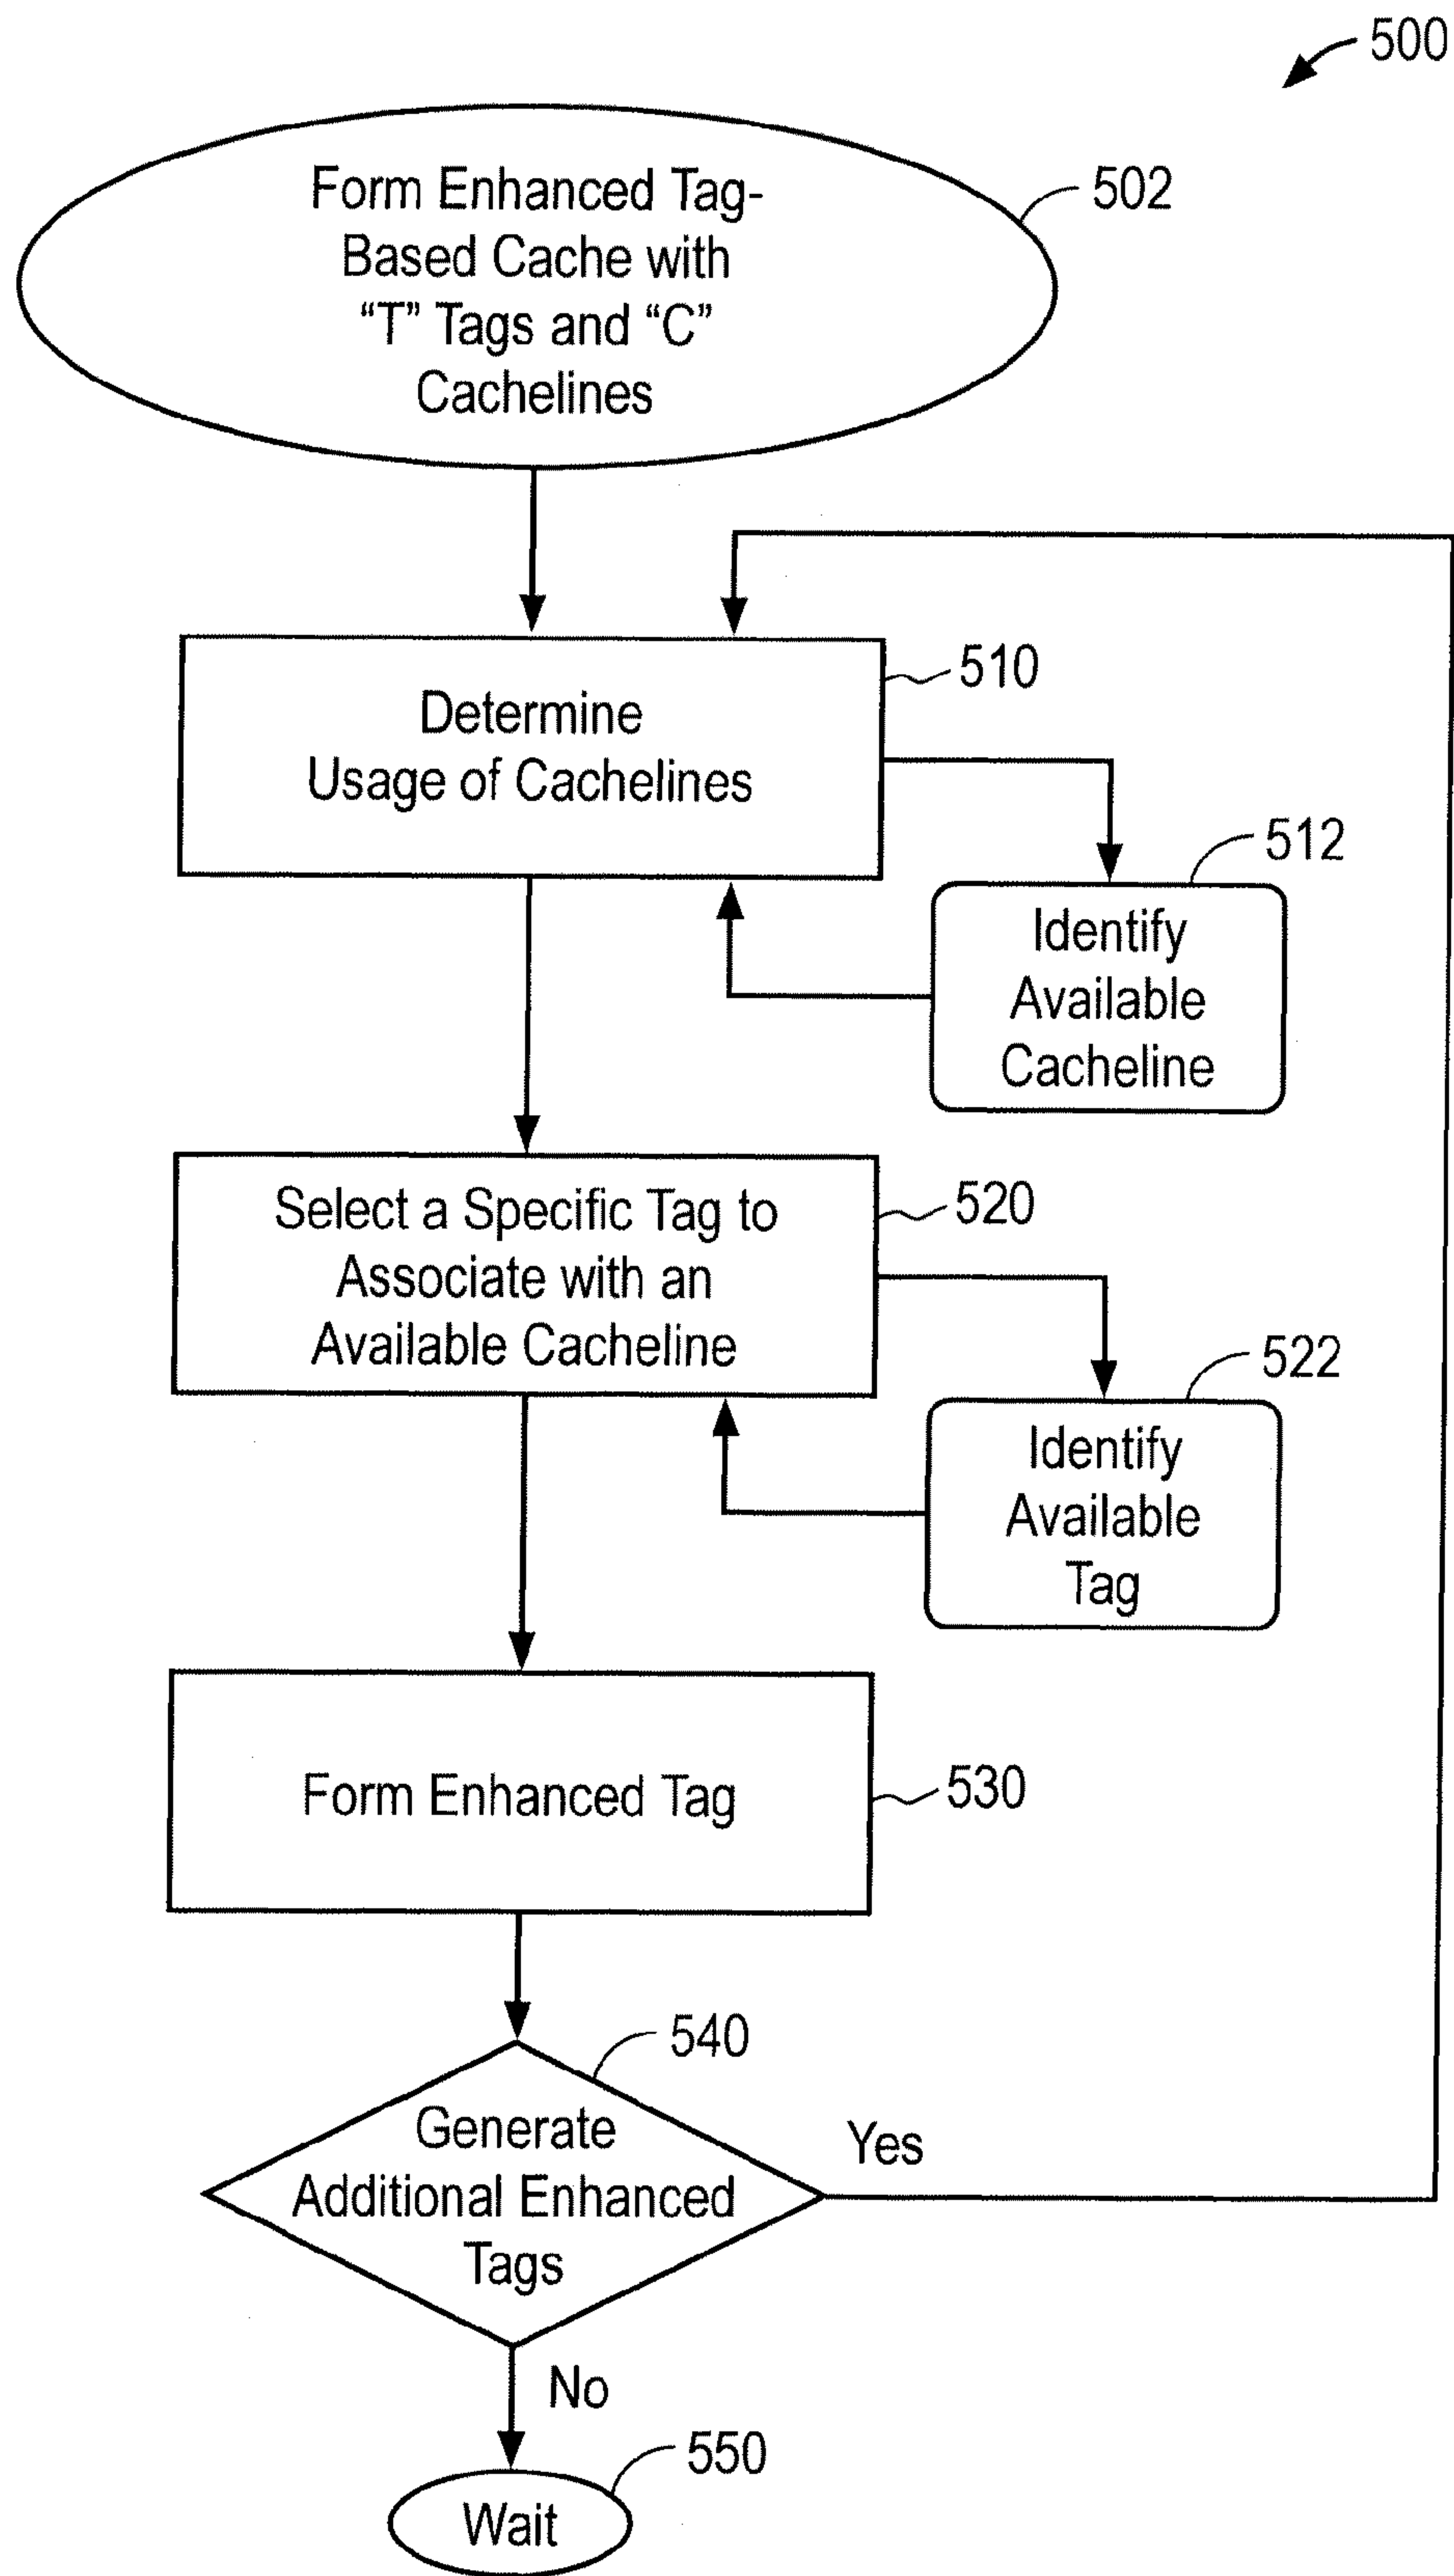 500
Form Enhanced Tag-
Based Cache with
“T” Tags and “C”
Cachelines
502
Determine
Usage of Cachelines
510
512
Identify
Available
Cacheline
Select a Specific Tag to
Associate with an
Available Cacheline
520
522
Identify
Available
Tag
Form Enhanced Tag
530
540
Generate
Additional Enhanced
Tags
Yes
No
550
Wait